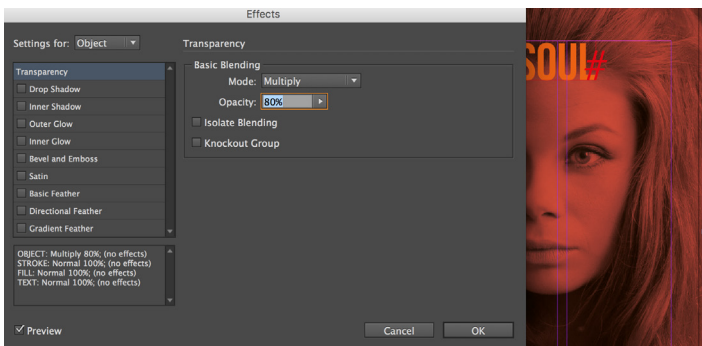 Effects
Settings for: Object
Transparency
Drop Shadow
Inner Shadow
Outer Glow
Inner Glow
Bevel and Emboss
Satin
Basic Feather
Directional Feather
Gradient Feather
OBJECT: Multiply 80%; (no effects)
STROKE: Normal 100%; (no effects)
FILL: Normal 100%; (no effects)
TEXT: Normal 100%; (no effects)
Preview
Transparency
Basic Blending
Mode: Multiply
Opacity: 80%
Isolate Blending
Knockout Group
Cancel OK
SOUL#